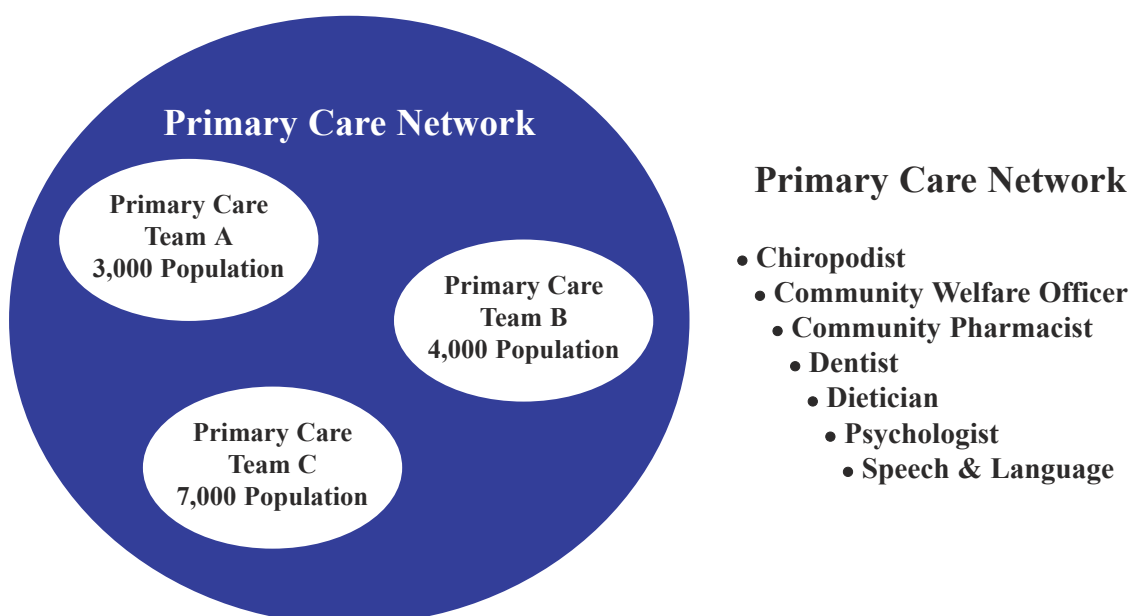 Primary Care Network
Primary Care
Team A
3,000 Population
Primary Care
Team B
4,000 Population
Primary Care
Team C
7,000 Population
Primary Care Network
• Chiropodist
• Community Welfare Officer
• Community Pharmacist
• Dentist
• Dietician
• Psychologist
• Speech & Language